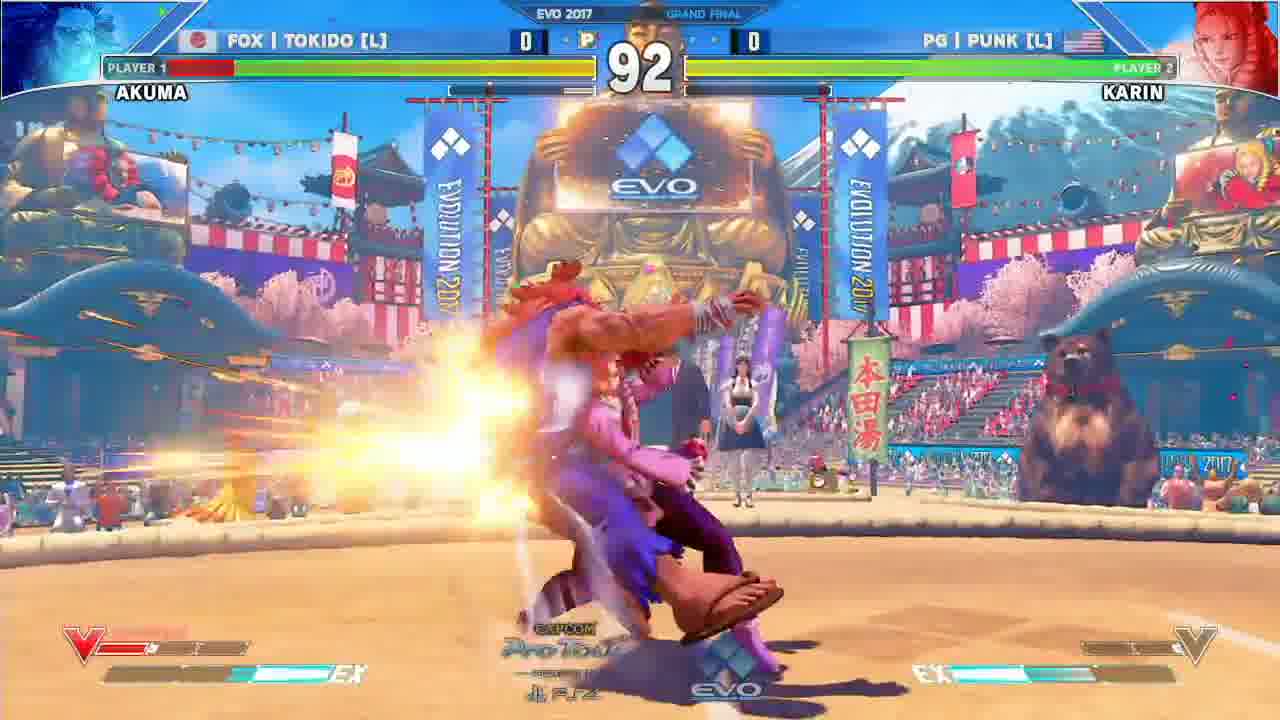 EVO 2017 GRAND FINAL
FOX | TOKIDO [L] 0 P 0 PG | PUNK [L]
PLAYER 1 92 PLAYER 2
AKUMA KARIN
EVO
EVOLUTION 2017
EVOLUTION 2017
本田湯
2017
CAPCOM
Pro Tour
EX EX
EVO